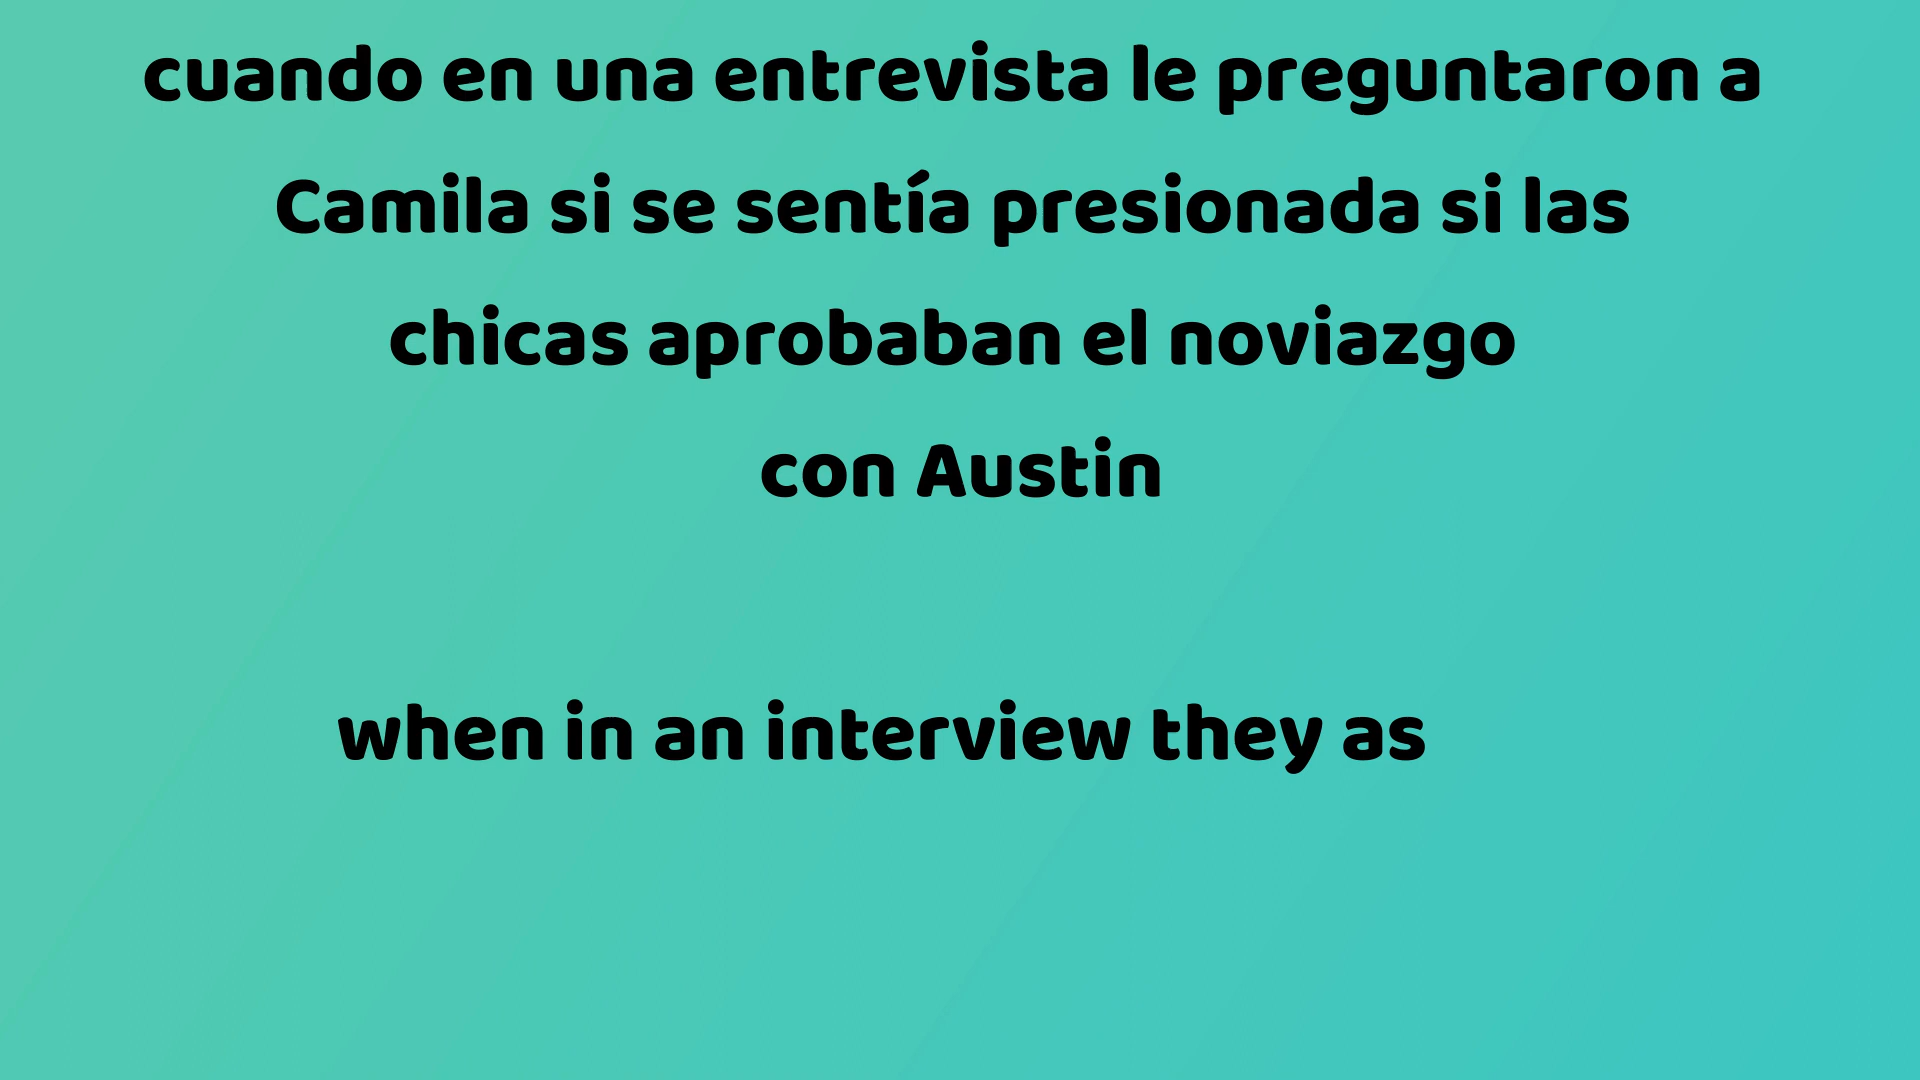 cuando en una entrevista le preguntaron a
Camila si se sentía presionada si las
chicas aprobaban el noviazgo
con Austin
when in an interview they as